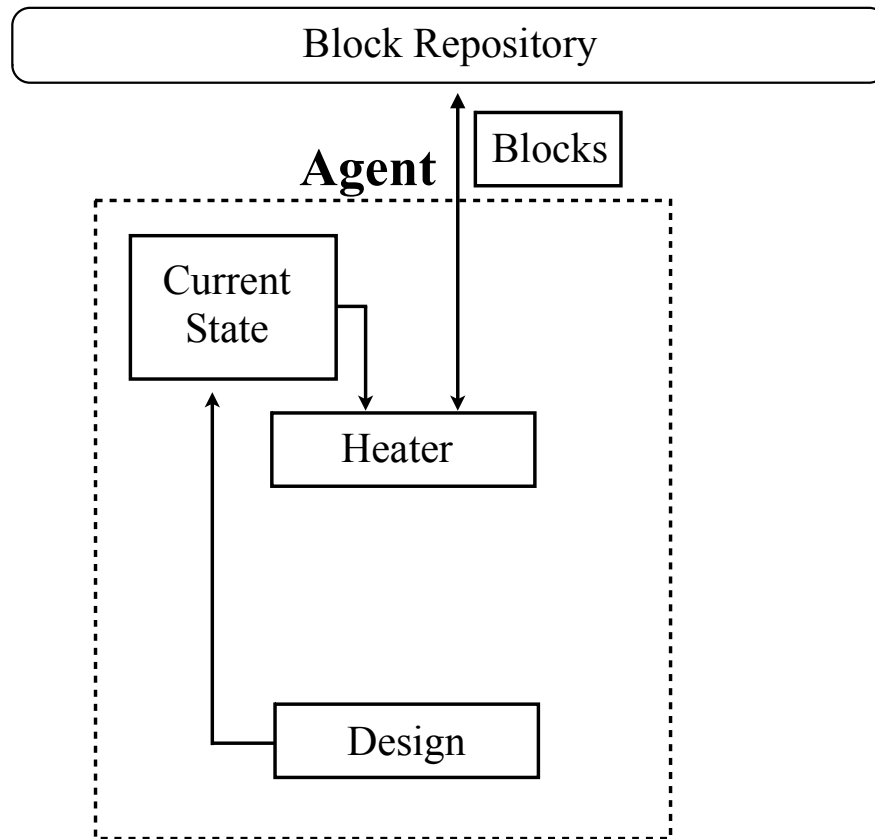 Block Repository
Blocks
Agent
Current
State
Heater
Design